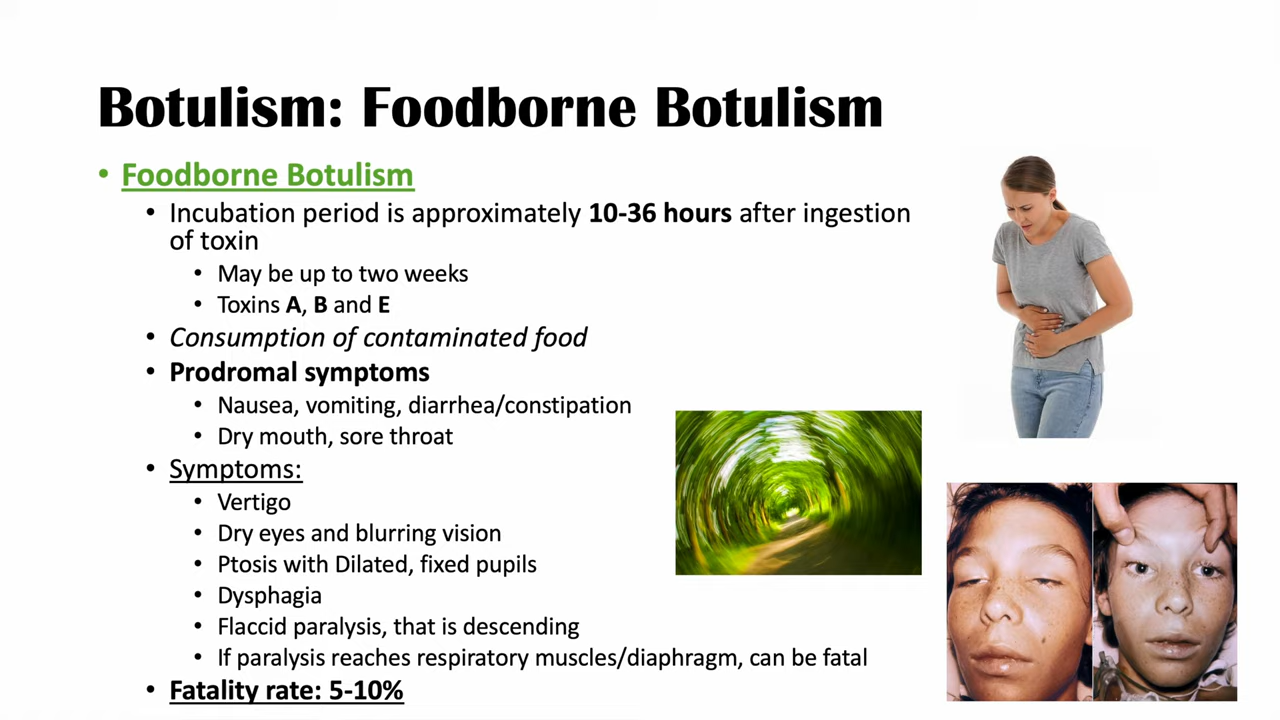 Botulism: Foodborne Botulism
• Foodborne Botulism
• Incubation period is approximately 10-36 hours after ingestion
of toxin
• May be up to two weeks
• Toxins A, B and E
• Consumption of contaminated food
• Prodromal symptoms
• Nausea, vomiting, diarrhea/constipation
• Dry mouth, sore throat
• Symptoms:
• Vertigo
• Dry eyes and blurring vision
• Ptosis with Dilated, fixed pupils
• Dysphagia
• Flaccid paralysis, that is descending
• If paralysis reaches respiratory muscles/diaphragm, can be fatal
• Fatality rate: 5-10%